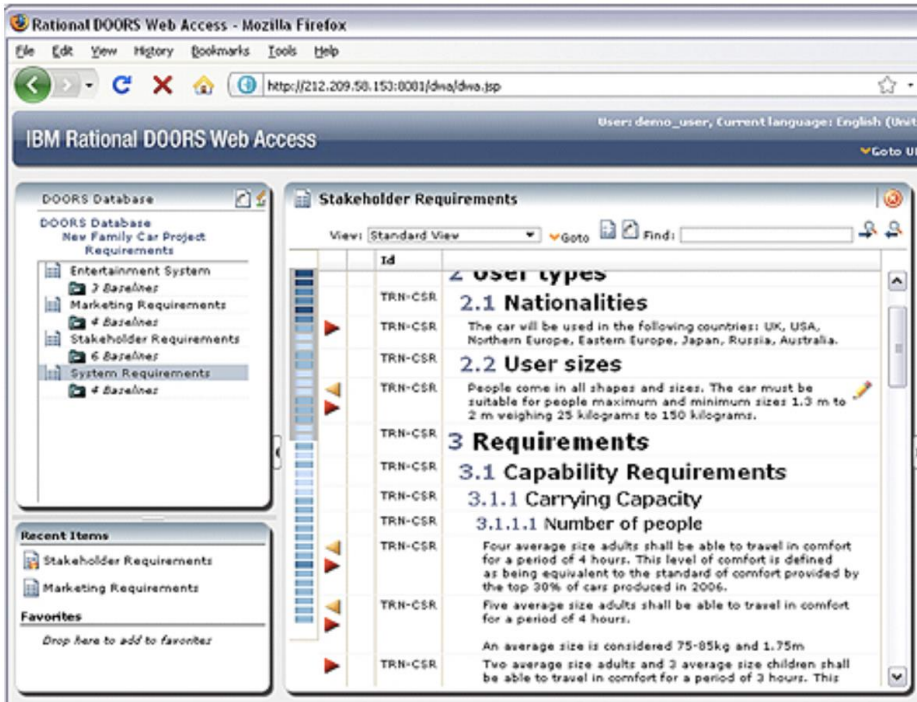 Rational DOORS Web Access - Mozilla Firefox
File Edit View History Bookmarks Tools Help
http://212.209.58.153:8081/dwa/dwa.jsp
User: demo_user, Current language: English (Unit
IBM Rational DOORS Web Access
Goto U
DOORS Database
DOORS Database
New Family Car Project
Requirements
Entertainment System
3 Baselines
Marketing Requirements
4 Baselines
Stakeholder Requirements
6 Baselines
System Requirements
4 Baselines
Recent Items
Stakeholder Requirements
Marketing Requirements
Favorites
Drop here to add to favorites
Stakeholder Requirements
View: Standard View Goto Find:
Id
2 User types
TRN-CSR 2.1 Nationalities
TRN-CSR The car will be used in the following countries: UK, USA,
Northern Europe, Eastern Europe, Japan, Russia, Australia.
TRN-CSR 2.2 User sizes
TRN-CSR People come in all shapes and sizes. The car must be
suitable for people maximum and minimum sizes 1.3 m to
2 m weighing 25 kilograms to 150 kilograms.
TRN-CSR 3 Requirements
TRN-CSR 3.1 Capability Requirements
TRN-CSR 3.1.1 Carrying Capacity
TRN-CSR 3.1.1.1 Number of people
TRN-CSR Four average size adults shall be able to travel in comfort
for a period of 4 hours. This level of comfort is defined
as being equivalent to the standard of comfort provided by
the top 30% of cars produced in 2006.
TRN-CSR Five average size adults shall be able to travel in comfort
for a period of 4 hours.
An average size is considered 75-85kg and 1.75m
TRN-CSR Two average size adults and 3 average size children shall
be able to travel in comfort for a period of 3 hours. This